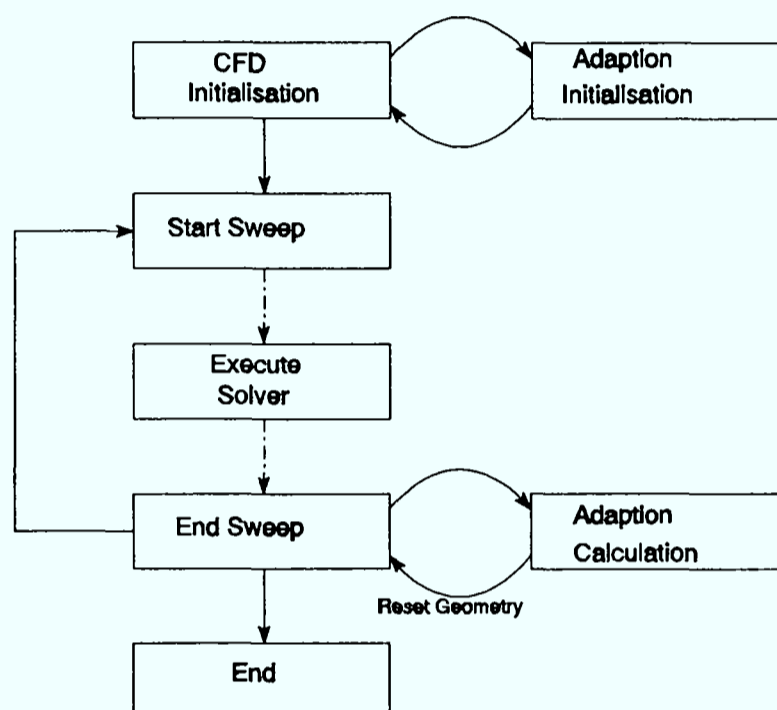 CFD
Initialisation
Adaption
Initialisation
Start Sweep
Execute
Solver
End Sweep
Adaption
Calculation
Reset Geometry
End